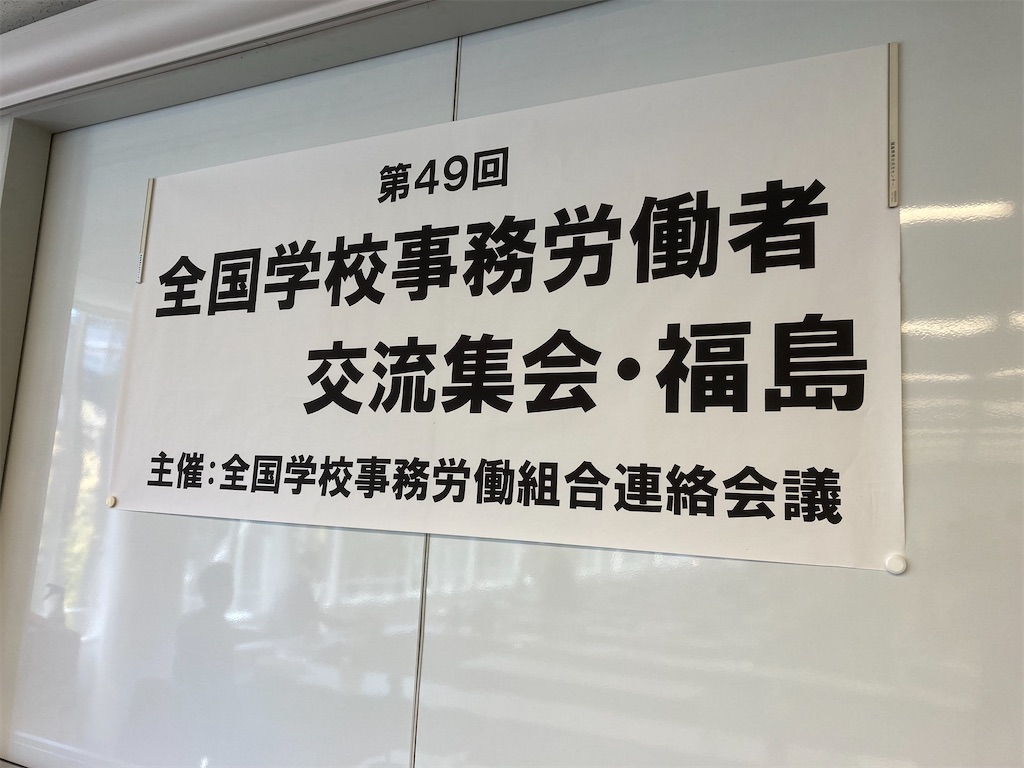 第49回
全国学校事務労働者
交流集会・福島
主催:全国学校事務労働組合連絡会議